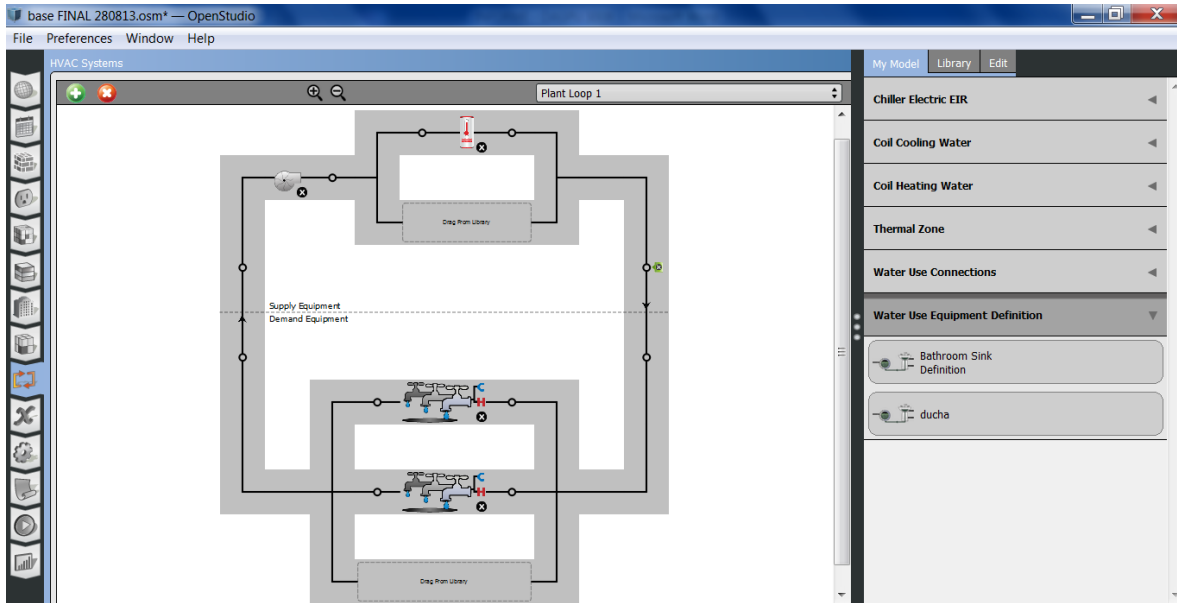 base FINAL 280813.osm* — OpenStudio
File Preferences Window Help
HVAC Systems
My Model Library Edit
Plant Loop 1
Chiller Electric EIR
Coil Cooling Water
Coil Heating Water
Drag From Library
Thermal Zone
Water Use Connections
Supply Equipment
Demand Equipment
Water Use Equipment Definition
Bathroom Sink
Definition
ducha
C
H
C
H
Drag From Library